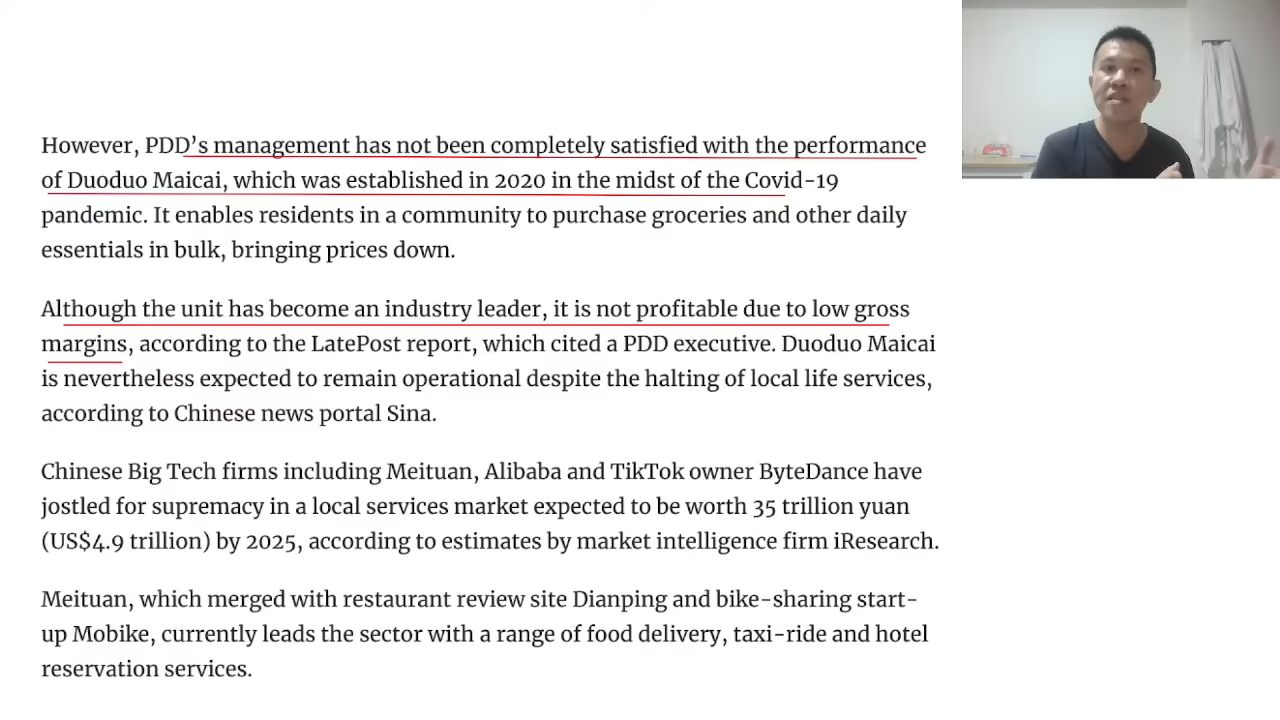 However, PDD’s management has not been completely satisfied with the performance
of Duoduo Maicai, which was established in 2020 in the midst of the Covid-19
pandemic. It enables residents in a community to purchase groceries and other daily
essentials in bulk, bringing prices down.
Although the unit has become an industry leader, it is not profitable due to low gross
margins, according to the LatePost report, which cited a PDD executive. Duoduo Maicai
is nevertheless expected to remain operational despite the halting of local life services,
according to Chinese news portal Sina.
Chinese Big Tech firms including Meituan, Alibaba and TikTok owner ByteDance have
jostled for supremacy in a local services market expected to be worth 35 trillion yuan
(US$4.9 trillion) by 2025, according to estimates by market intelligence firm iResearch.
Meituan, which merged with restaurant review site Dianping and bike-sharing start-
up Mobike, currently leads the sector with a range of food delivery, taxi-ride and hotel
reservation services.